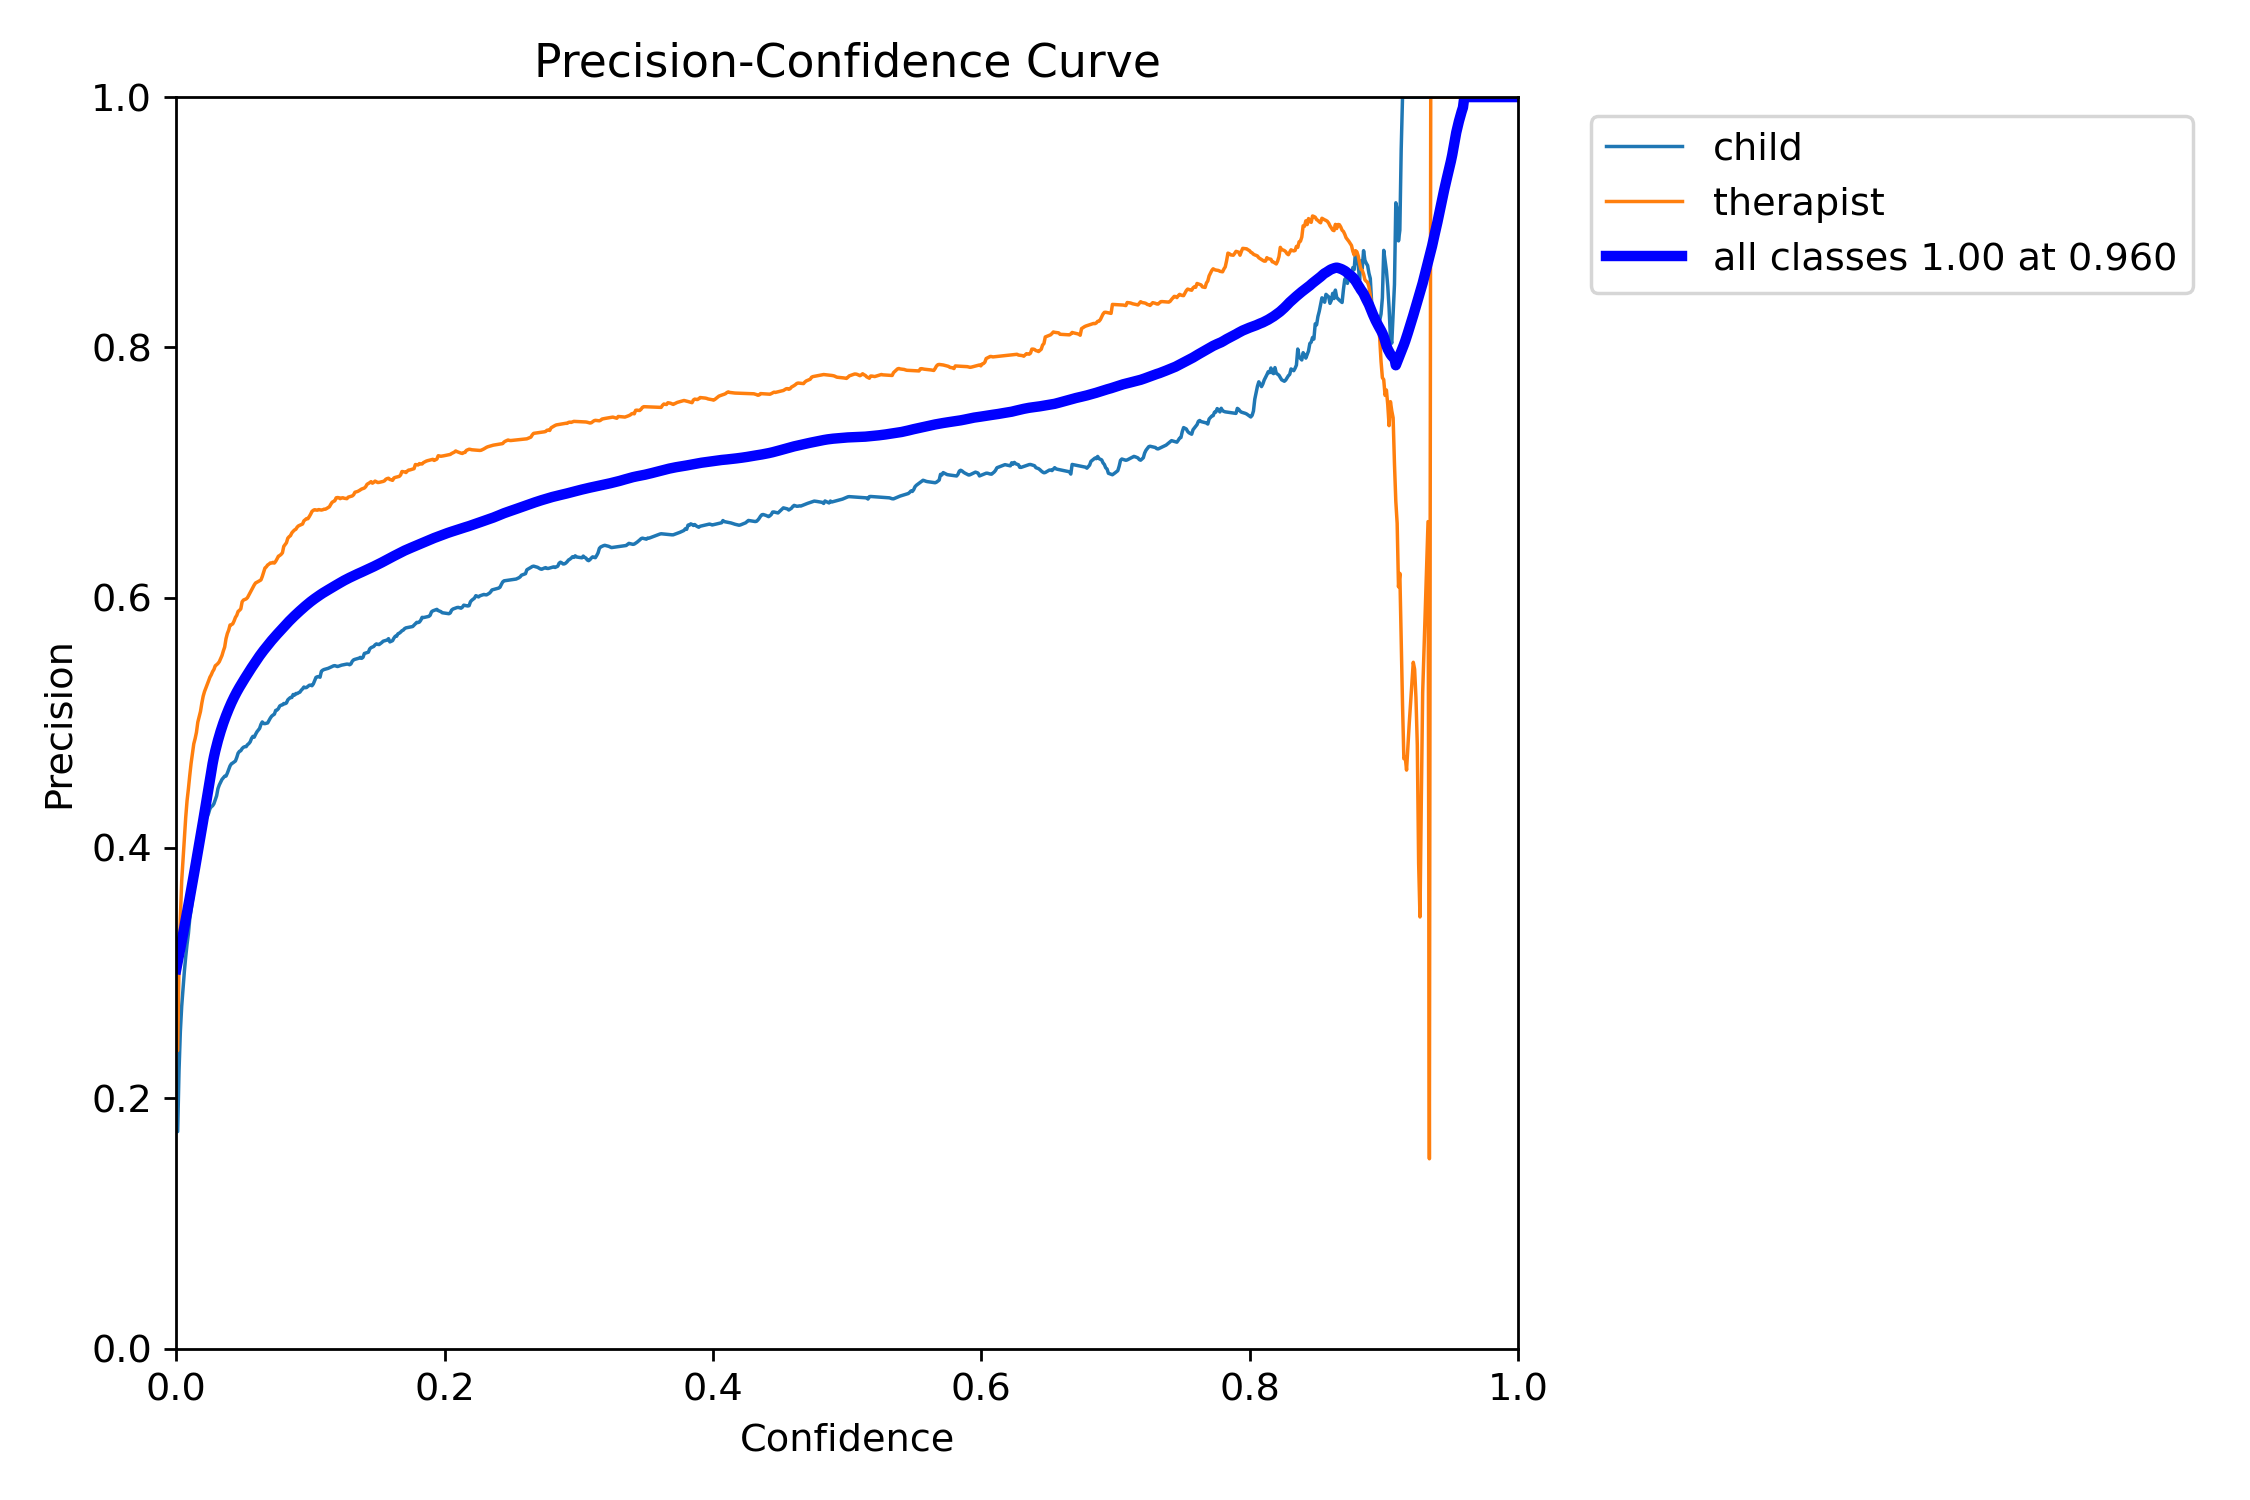 Precision-Confidence Curve
1.0
0.8
0.6
0.4
0.2
0.0
Precision
0.0 0.2 0.4 0.6 0.8 1.0
Confidence
child
therapist
all classes 1.00 at 0.960